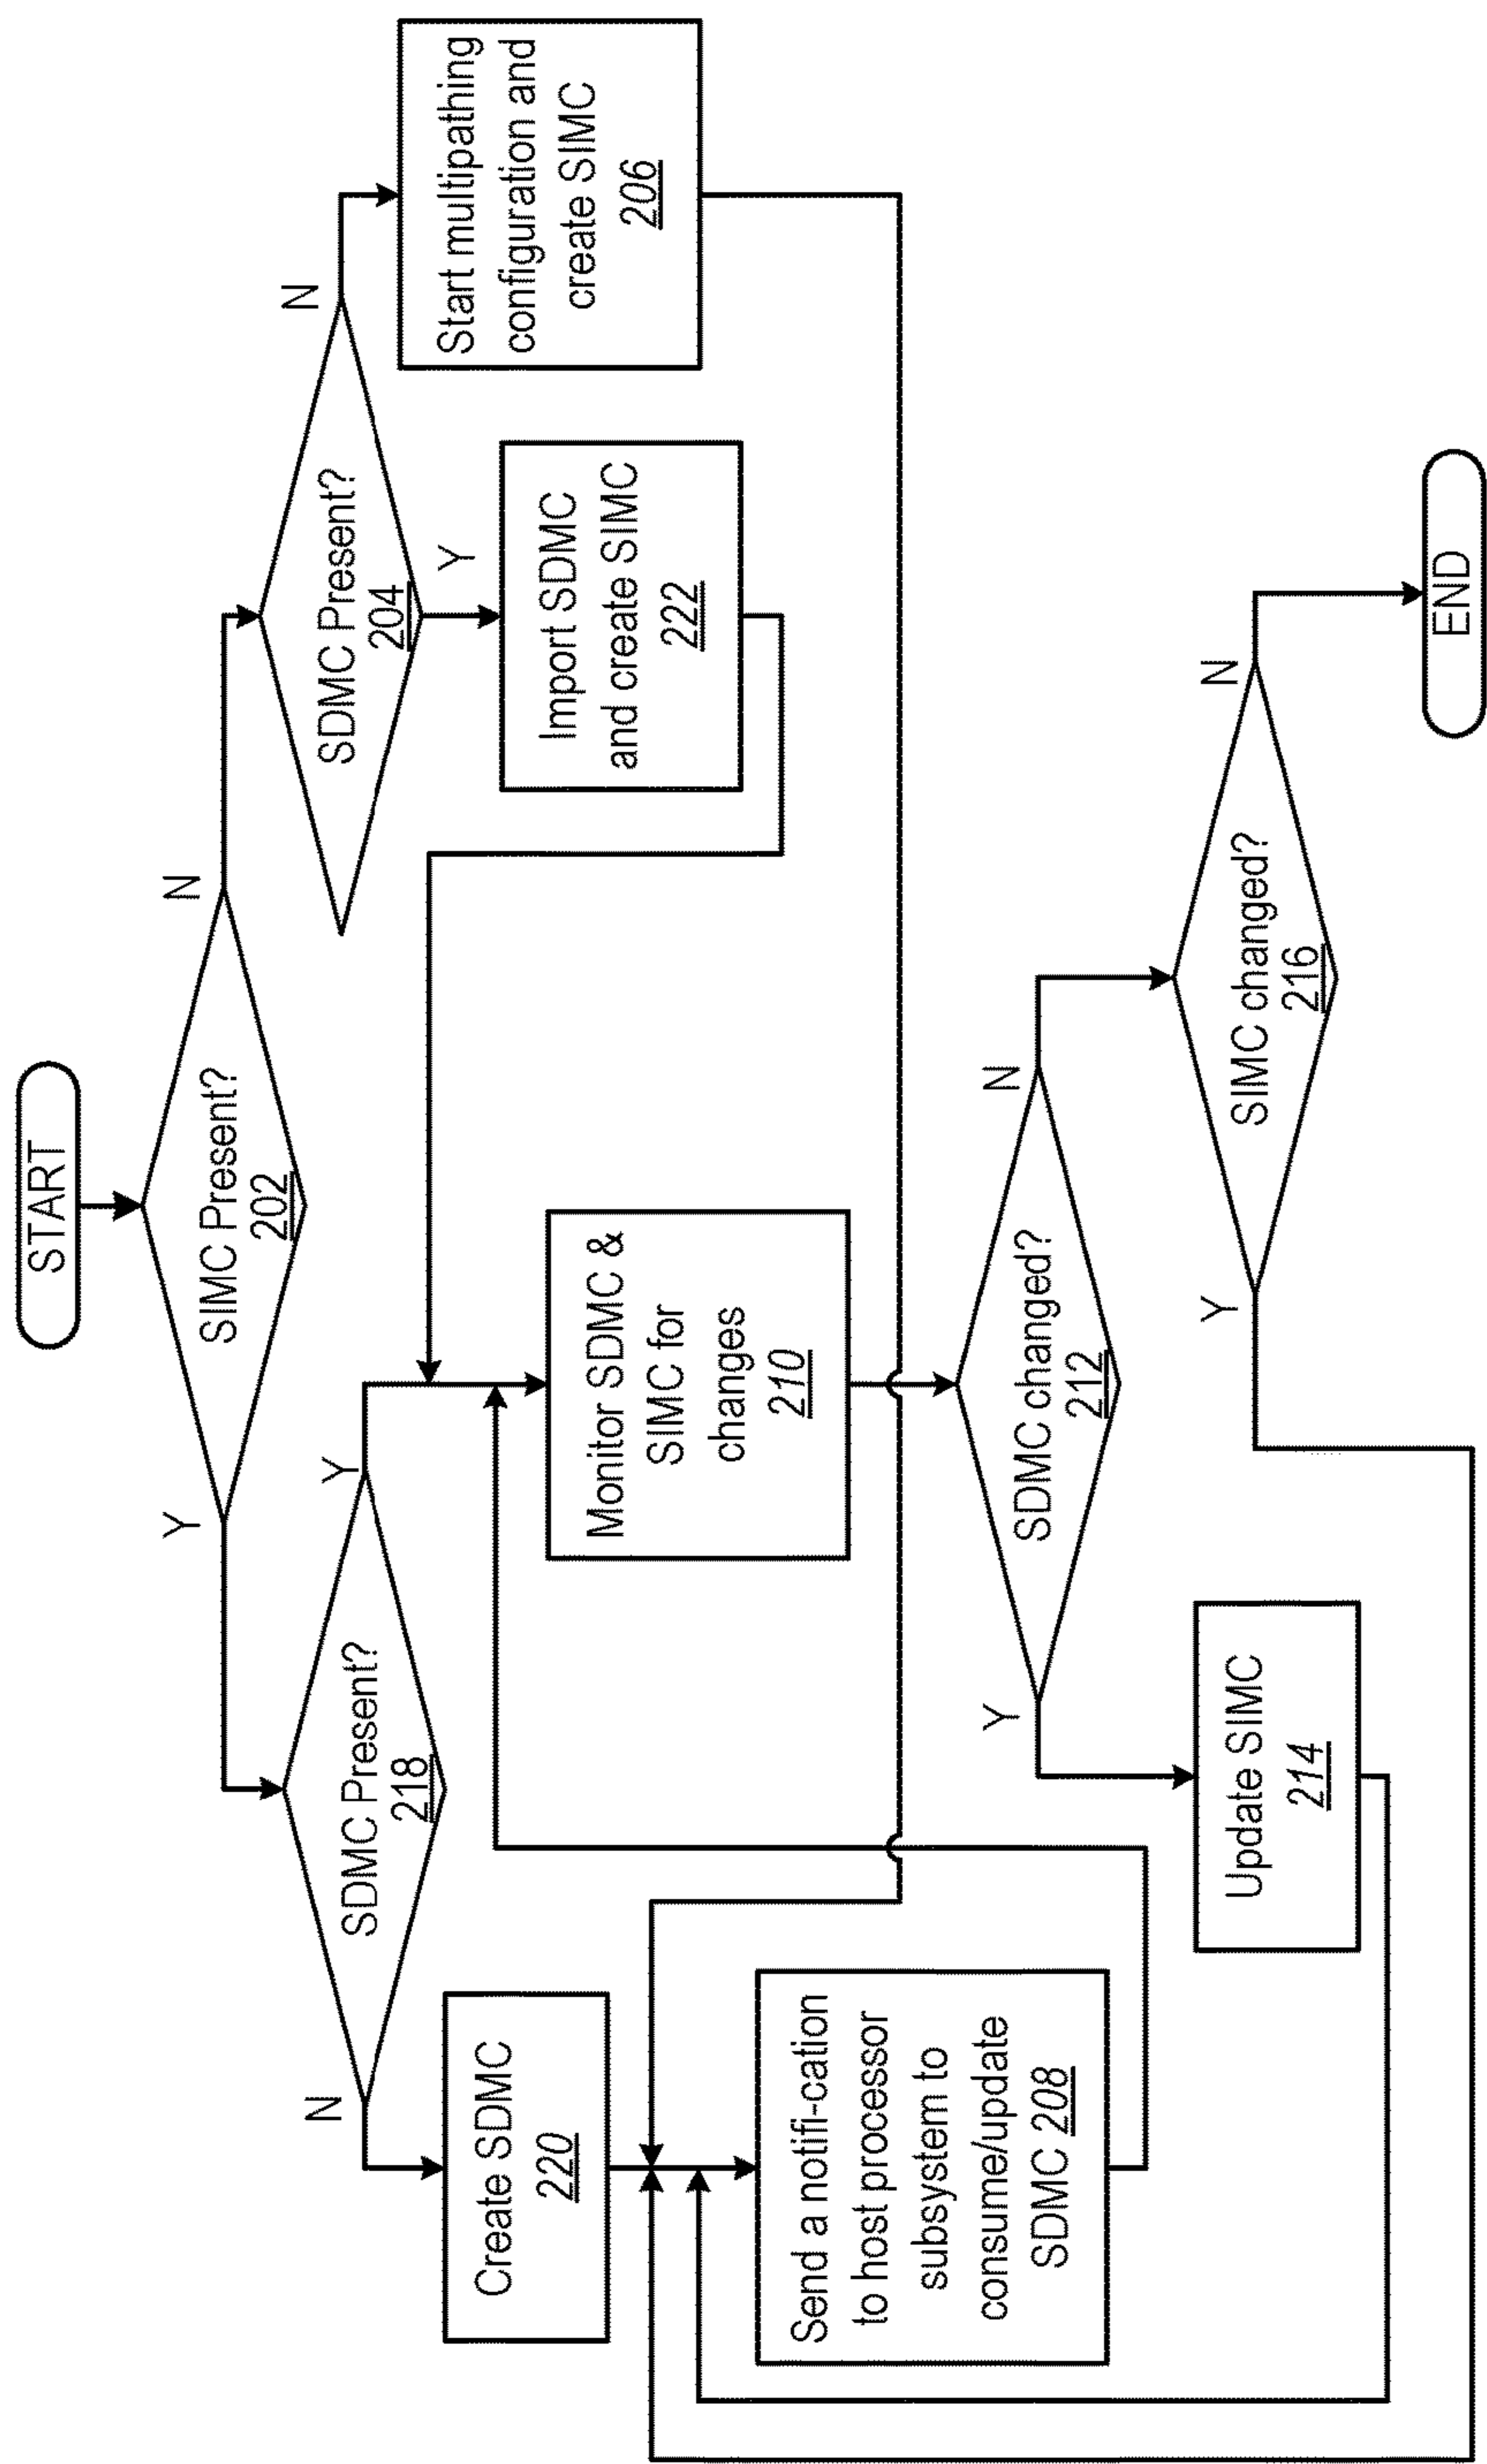 START
SIMC Present?
202
Y
N
SDMC Present?
218
N
Y
SDMC Present?
204
N
Y
Create SDMC
220
Import SDMC
and create SIMC
222
Start multipathing
configuration and
create SIMC
206
Monitor SDMC &
SIMC for
changes
210
Send a notifi-cation
to host processor
subsystem to
consume/update
SDMC 208
SDMC changed?
212
Y
N
Update SIMC
214
SIMC changed?
216
Y
N
END